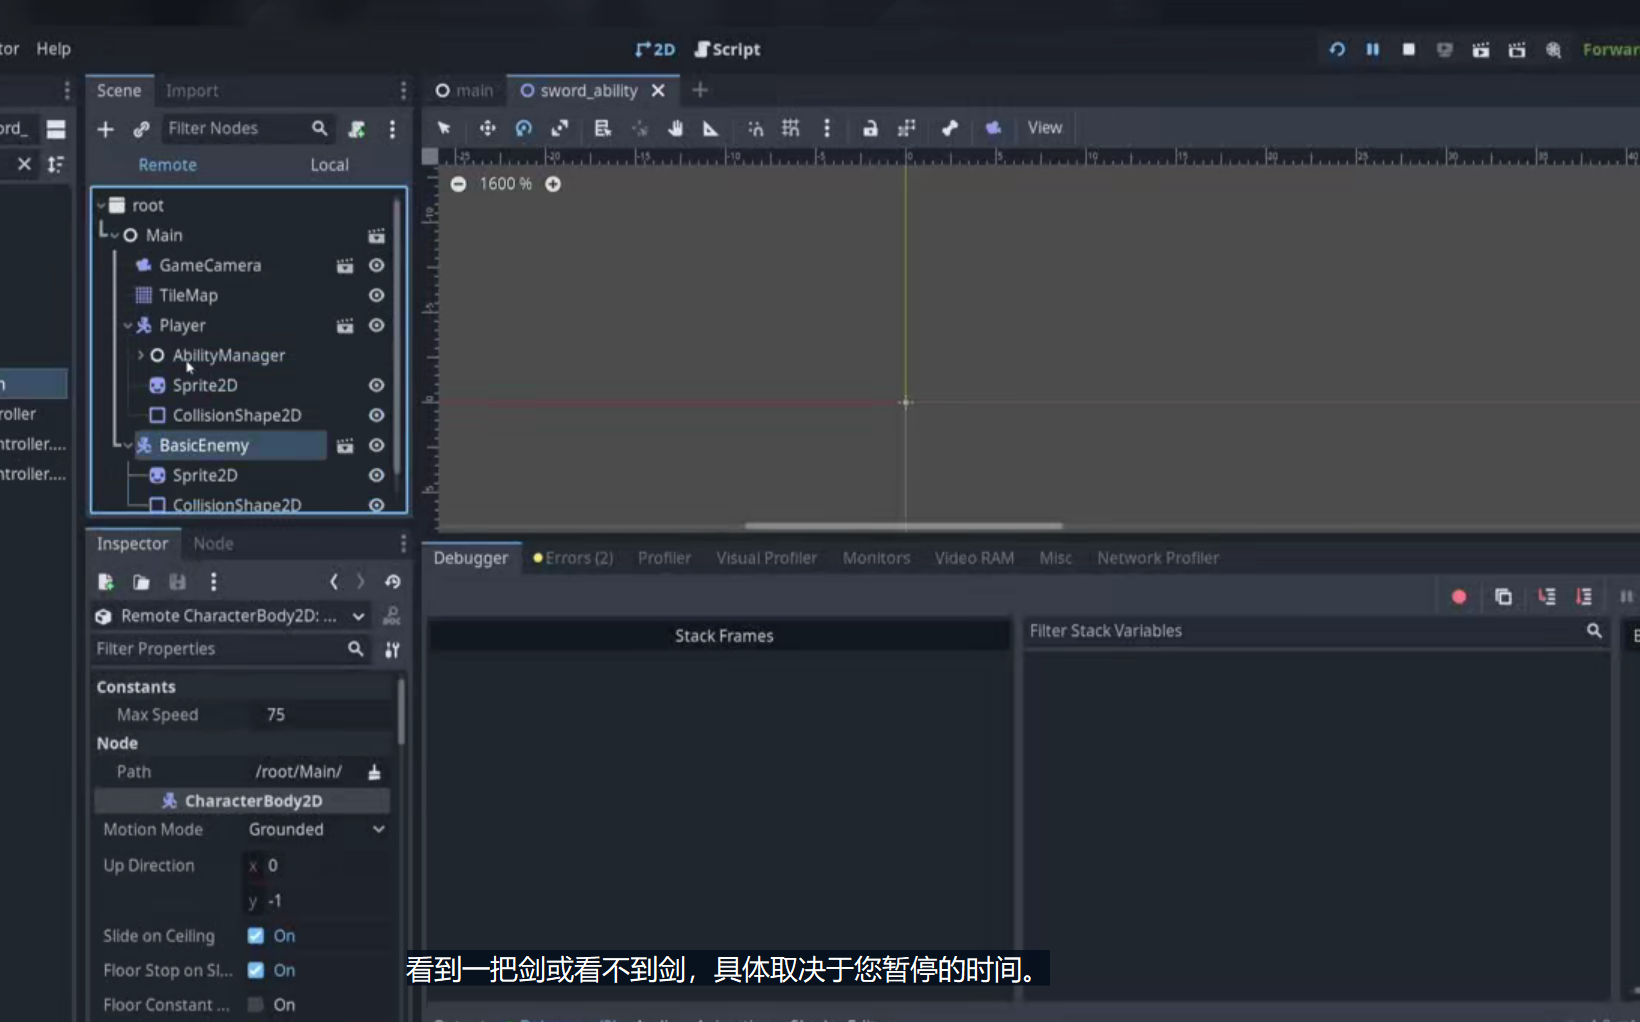 tor Help 2D Script Forwar
Scene Import main sword_ability
ord_ Filter Nodes View
Remote Local
1600 %
root
Main
GameCamera
TileMap
Player
AbilityManager
Sprite2D
CollisionShape2D
roller
BasicEnemy
ntroller....
Sprite2D
ntroller....
CollisionShape2D
Inspector Node
Debugger Errors (2) Profiler Visual Profiler Monitors Video RAM Misc Network Profiler
Remote CharacterBody2D: ...
Filter Properties
Stack Frames Filter Stack Variables
Constants
Max Speed 75
Node
Path /root/Main/
CharacterBody2D
Motion Mode Grounded
Up Direction x 0
y -1
Slide on Ceiling On
Floor Stop on Sl... On
Floor Constant ... On
看到一把剑或看不到剑，具体取决于您暂停的时间。